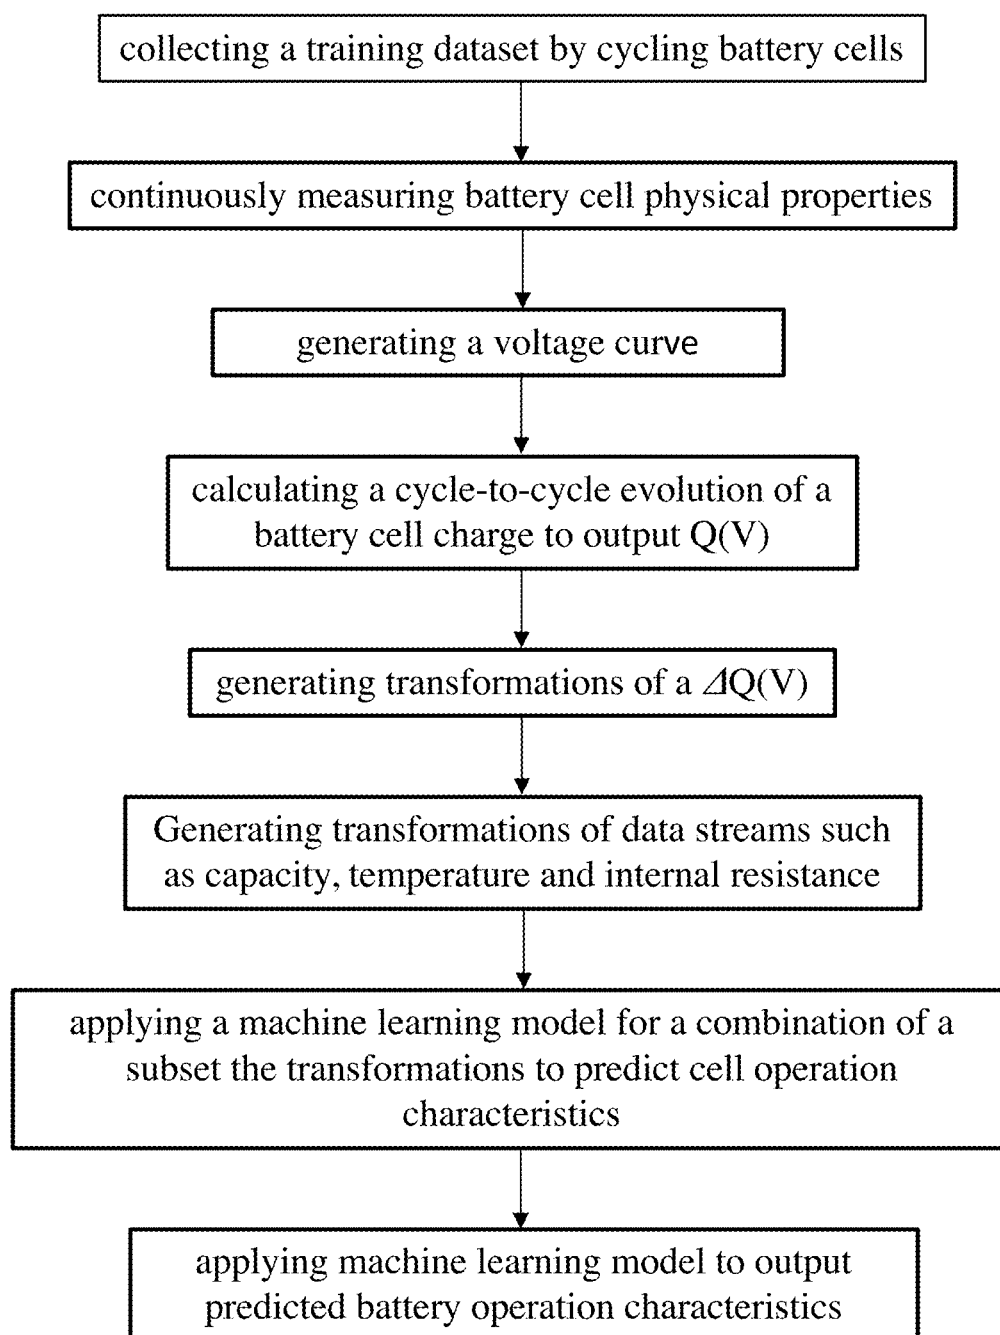 collecting a training dataset by cycling battery cells
continuously measuring battery cell physical properties
generating a voltage curve
calculating a cycle-to-cycle evolution of a
battery cell charge to output Q(V)
generating transformations of a ΔQ(V)
Generating transformations of data streams such
as capacity, temperature and internal resistance
applying a machine learning model for a combination of a
subset the transformations to predict cell operation
characteristics
applying machine learning model to output
predicted battery operation characteristics